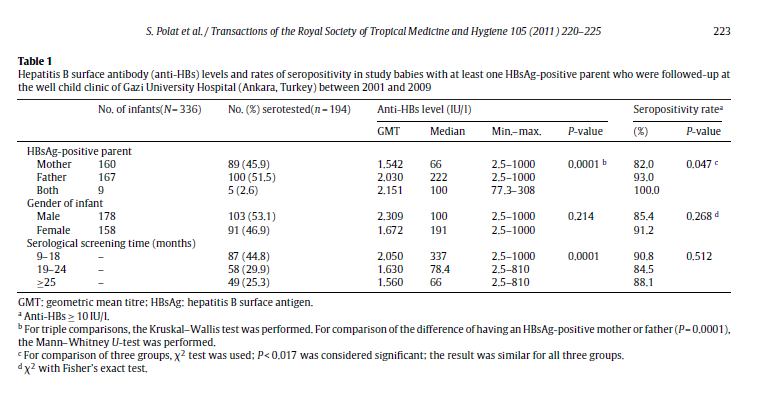 S. Polat et al. / Transactions of the Royal Society of Tropical Medicine and Hygiene 105 (2011) 220–225 223
Table 1
Hepatitis B surface antibody (anti-HBs) levels and rates of seropositivity in study babies with at least one HBsAg-positive parent who were followed-up at
the well child clinic of Gazi University Hospital (Ankara, Turkey) between 2001 and 2009
No. of infants(N= 336) No. (%) serotested(n = 194) Anti-HBs level (IU/l) Seropositivity rateª
GMT Median Min.–max. P-value (%) P-value
HBsAg-positive parent
Mother 160 89 (45.9) 1.542 66 2.5–1000 0.0001 ᵇ 82.0 0.047 ᶜ
Father 167 100 (51.5) 2.030 222 2.5–1000 93.0
Both 9 5 (2.6) 2.151 100 77.3–308 100.0
Gender of infant
Male 178 103 (53.1) 2.309 100 2.5–1000 0.214 85.4 0.268 ᵈ
Female 158 91 (46.9) 1.672 191 2.5–1000 91.2
Serological screening time (months)
9–18 – 87 (44.8) 2.050 337 2.5–1000 0.0001 90.8 0.512
19–24 – 58 (29.9) 1.630 78.4 2.5–810 84.5
≥25 – 49 (25.3) 1.560 66 2.5–810 88.1
GMT: geometric mean titre; HBsAg: hepatitis B surface antigen.
ª Anti-HBs ≥ 10 IU/l.
ᵇ For triple comparisons, the Kruskal–Wallis test was performed. For comparison of the difference of having an HBsAg-positive mother or father (P= 0.0001),
the Mann–Whitney U-test was performed.
ᶜ For comparison of three groups, χ² test was used; P< 0.017 was considered significant; the result was similar for all three groups.
ᵈ χ² with Fisher's exact test.